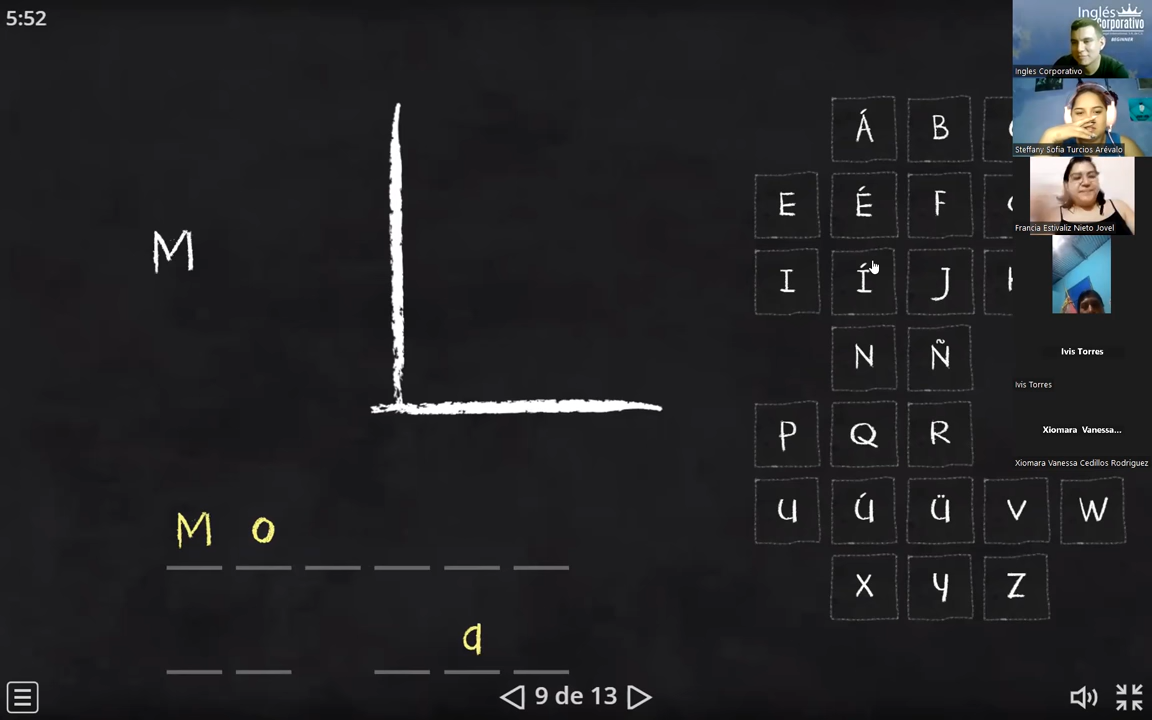 5:52
Inglés
Corporativo
BEGINNER
Ingles Corporativo
Steffany Sofia Turcios Arévalo
Francia Estivaliz Nieto Jovel
Ivis Torres
Ivis Torres
Xiomara Vanessa...
Xiomara Vanessa Cedillos Rodriguez
Á B
E É F
I Í J
N Ñ
P Q R
U Ú Ü V W
X Y Z
M
M o
a
9 de 13